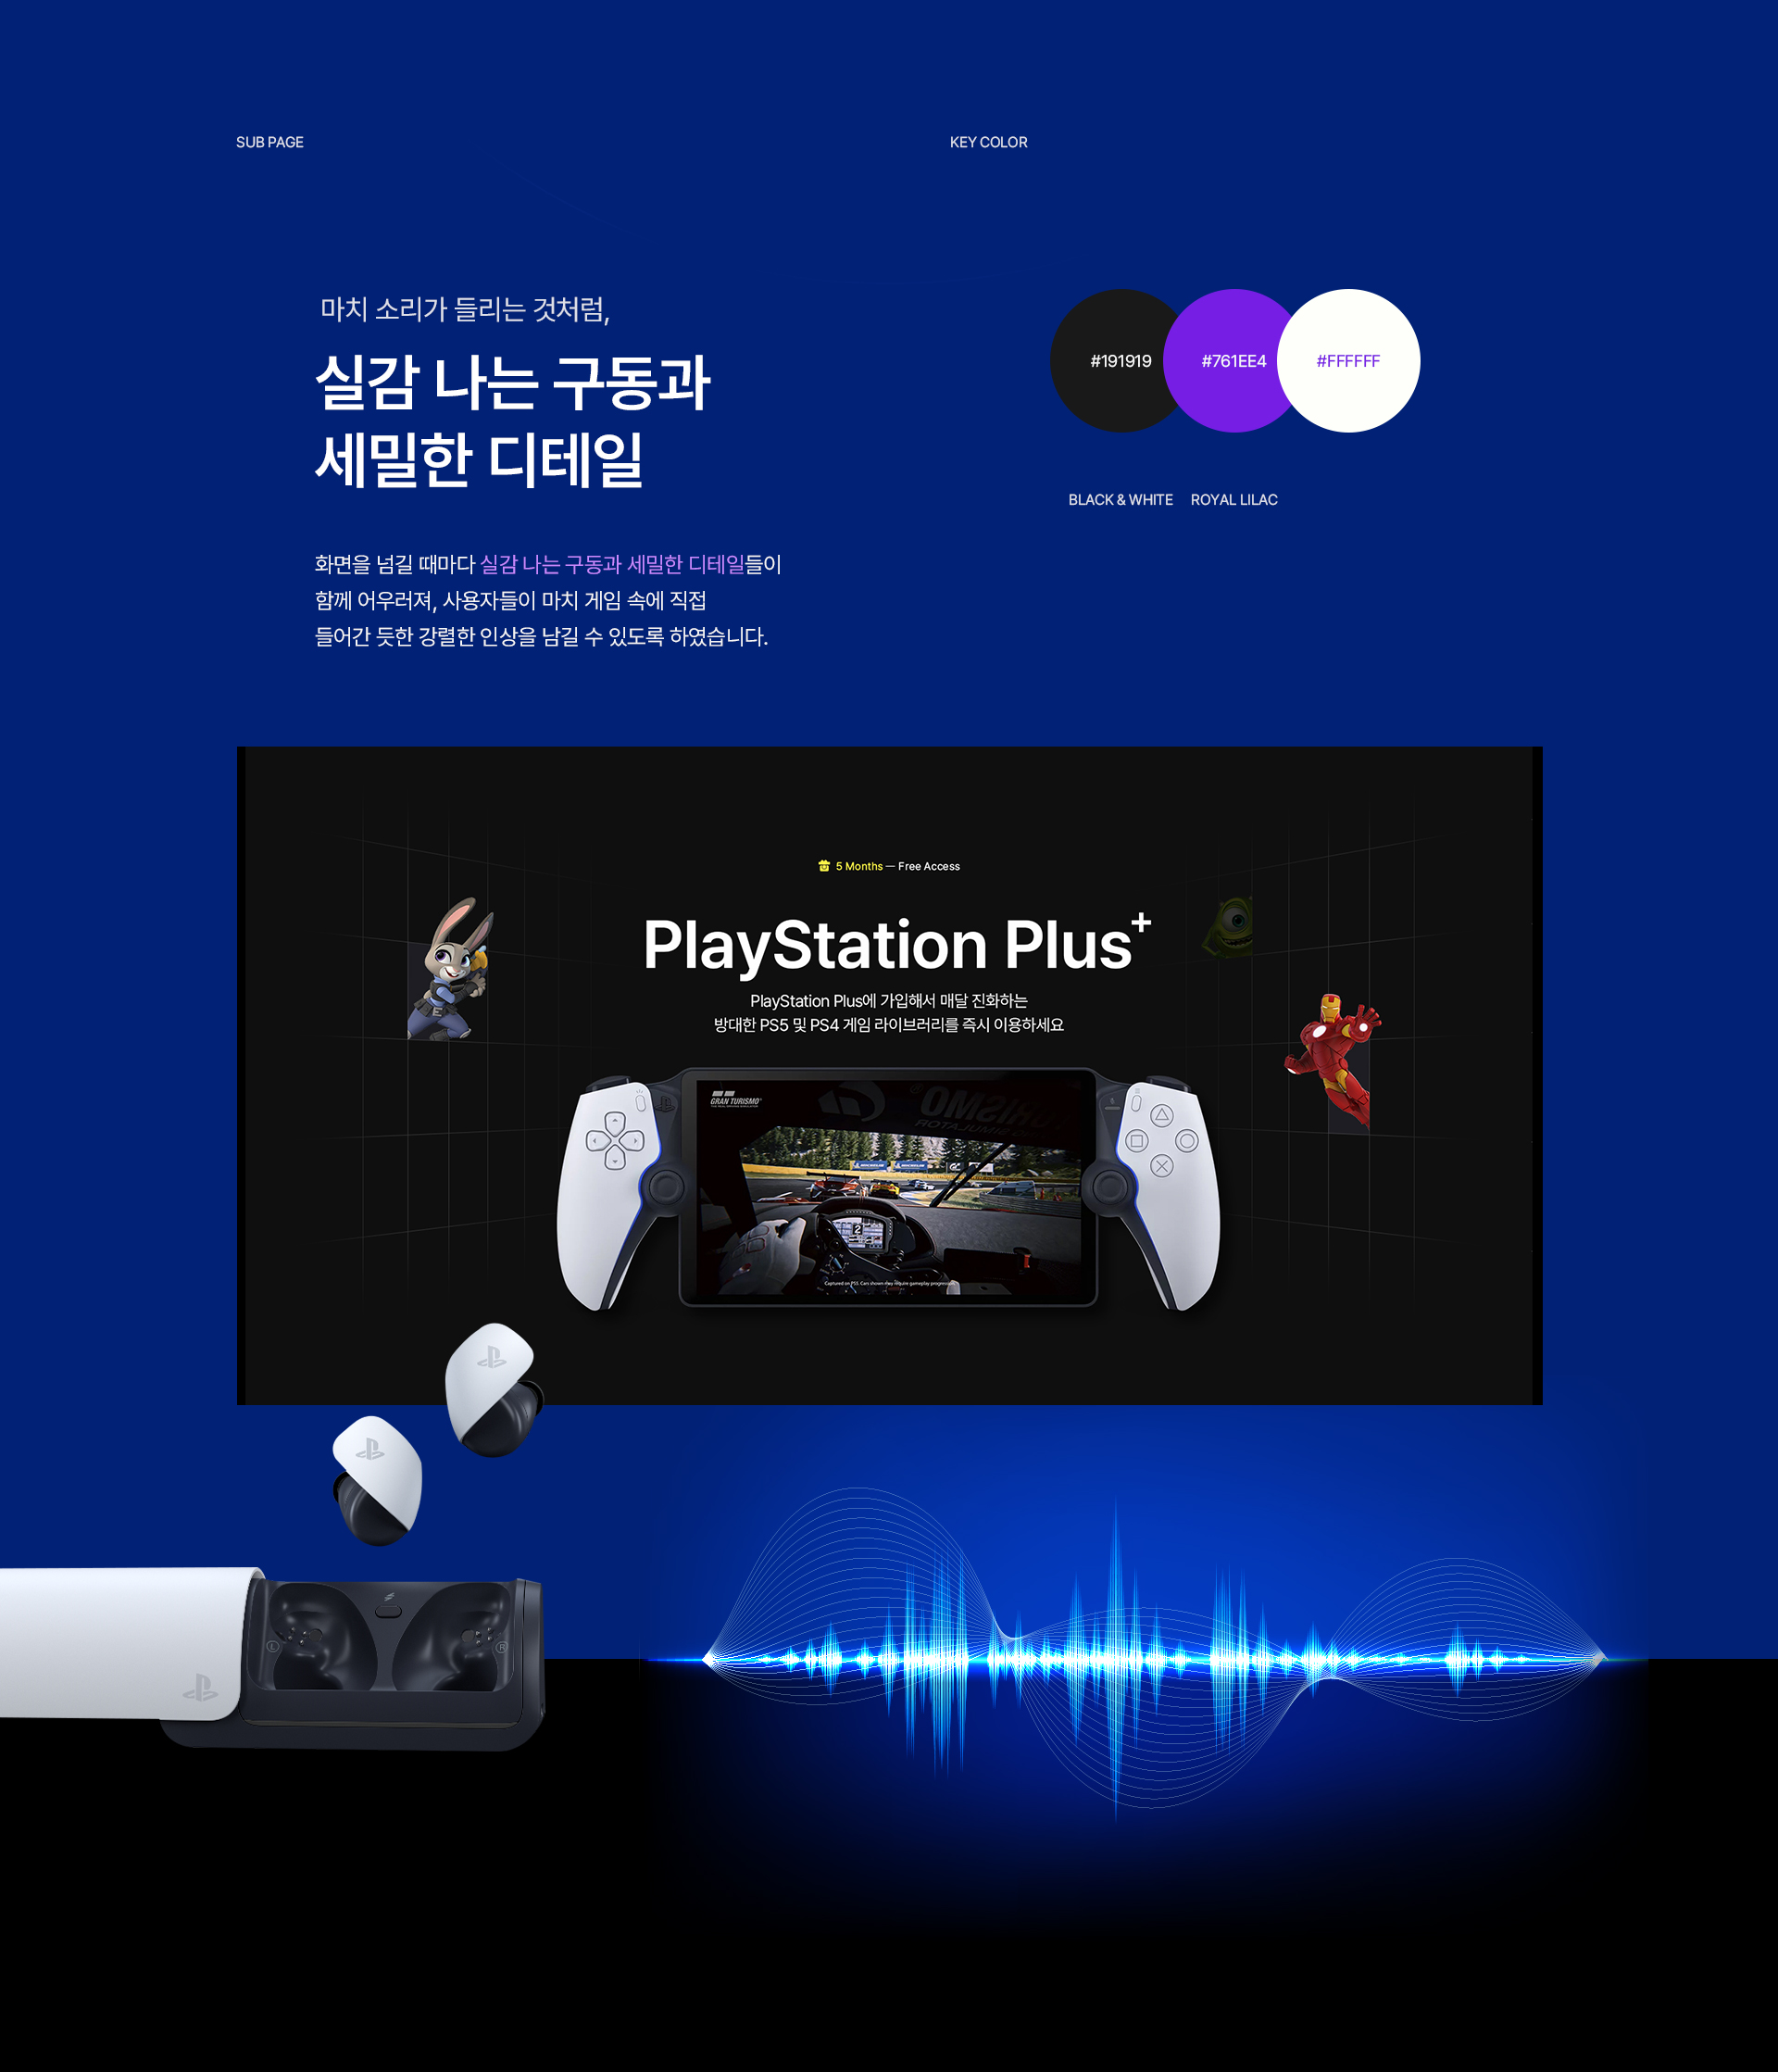 SUB PAGE
KEY COLOR
마치 소리가 들리는 것처럼,
실감 나는 구동과
세밀한 디테일
#191919
#761EE4
#FFFFFF
BLACK & WHITE
ROYAL LILAC
화면을 넘길 때마다 실감 나는 구동과 세밀한 디테일들이
함께 어우러져, 사용자들이 마치 게임 속에 직접
들어간 듯한 강렬한 인상을 남길 수 있도록 하였습니다.
5 Months — Free Access
PlayStation Plus+
PlayStation Plus에 가입해서 매달 진화하는
방대한 PS5 및 PS4 게임 라이브러리를 즉시 이용하세요
GRAN TURISMO
E
2
Captured on PS5. Cars shown may require gameplay progression.
L
R